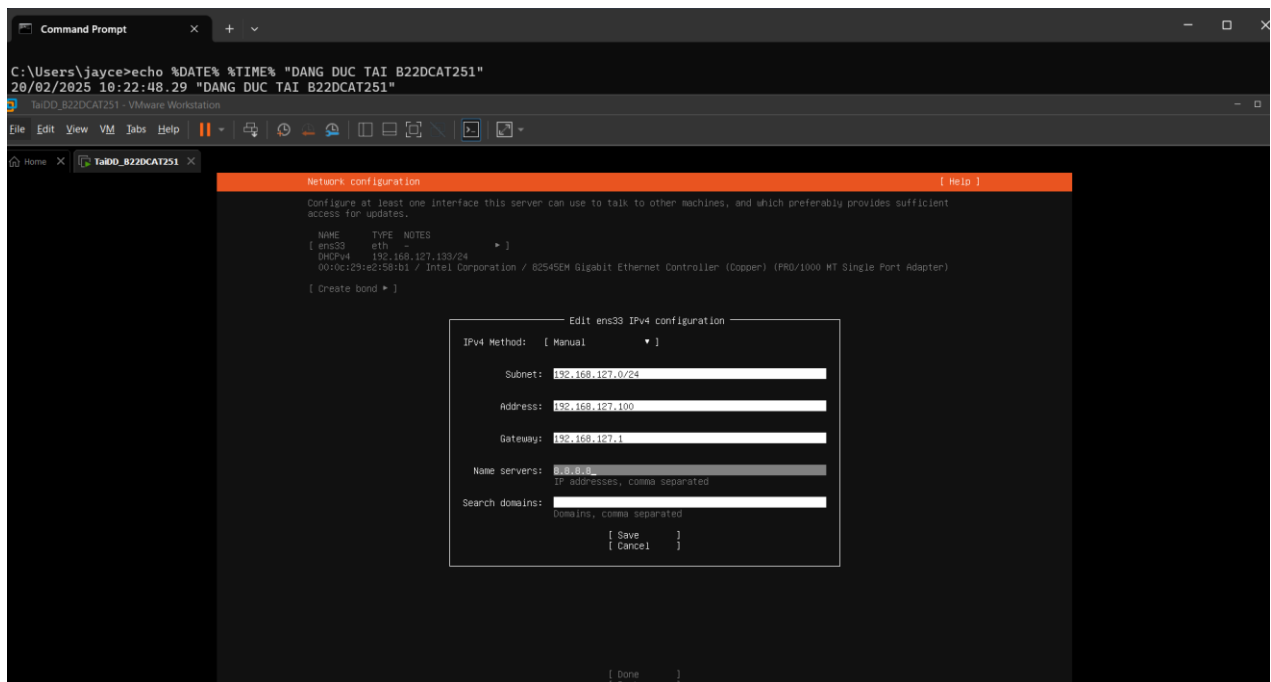 Command Prompt
C:\Users\jayce>echo %DATE% %TIME% "DANG DUC TAI B22DCAT251"
20/02/2025 10:22:48.29 "DANG DUC TAI B22DCAT251"
TaiDD_B22DCAT251 - VMware Workstation
File Edit View VM Tabs Help
Home TaiDD_B22DCAT251
Network configuration [ Help ]
Configure at least one interface this server can use to talk to other machines, and which preferably provides sufficient
access for updates.
NAME TYPE NOTES
[ ens33 eth - ▸ ]
DHCPv4 192.168.127.133/24
00:0c:29:e2:58:b1 / Intel Corporation / 82545EM Gigabit Ethernet Controller (Copper) (PRO/1000 MT Single Port Adapter)
[ Create bond ▸ ]
Edit ens33 IPv4 configuration
IPv4 Method: [ Manual ▾ ]
Subnet: 192.168.127.0/24
Address: 192.168.127.100
Gateway: 192.168.127.1
Name servers: 8.8.8.8_
IP addresses, comma separated
Search domains:
Domains, comma separated
[ Save ]
[ Cancel ]
[ Done ]